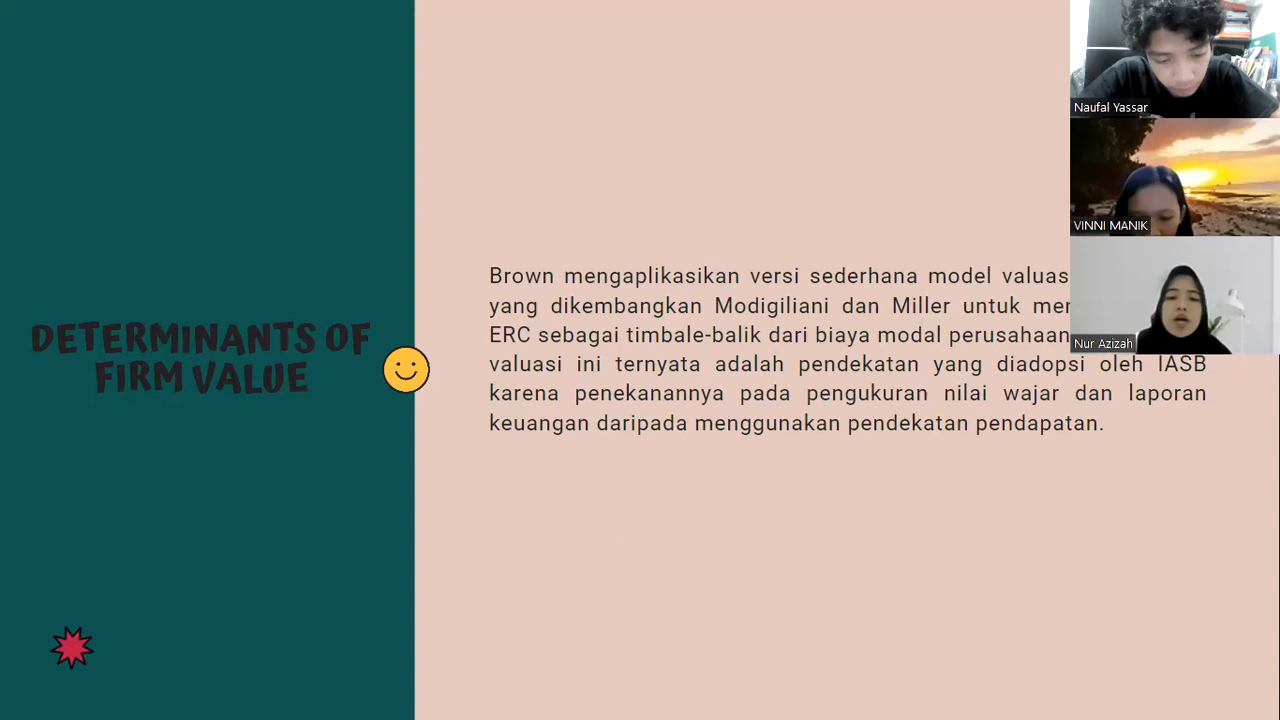 DETERMINANTS OF
FIRM VALUE
Brown mengaplikasikan versi sederhana model
yang dikembangkan Modigiliani dan Miller untuk
ERC sebagai timbale-balik dari biaya modal perusahaan
valuasi ini ternyata adalah pendekatan yang diadopsi oleh IASB
karena penekanannya pada pengukuran nilai wajar dan laporan
keuangan daripada menggunakan pendekatan pendapatan.
Naufal Yassar
VINNI MANIK
Nur Azizah